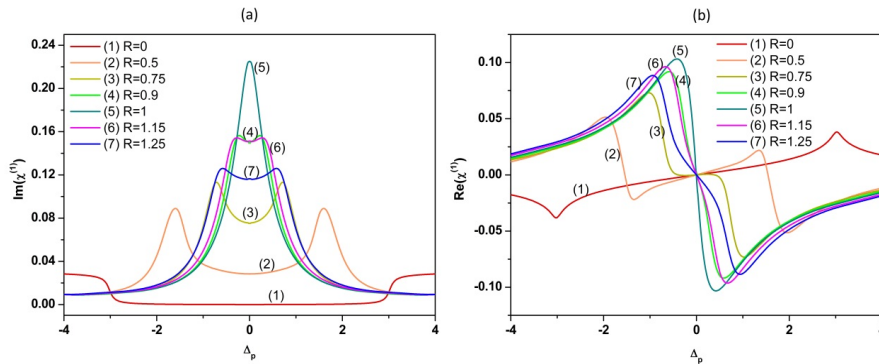 (a)
Im(χ⁽¹⁾)
0.24
0.20
0.16
0.12
0.08
0.04
0.00
(1) R=0
(2) R=0.5
(3) R=0.75
(4) R=0.9
(5) R=1
(6) R=1.15
(7) R=1.25
(5)
(4)
(6)
(7)
(3)
(2)
(1)
-4 -2 0 2 4
Δp
(b)
Re(χ⁽¹⁾)
0.10
0.05
0.00
-0.05
-0.10
(1) R=0
(2) R=0.5
(3) R=0.75
(4) R=0.9
(5) R=1
(6) R=1.15
(7) R=1.25
(5)
(6)
(4)
(7)
(3)
(2)
(1)
-4 -2 0 2 4
Δp